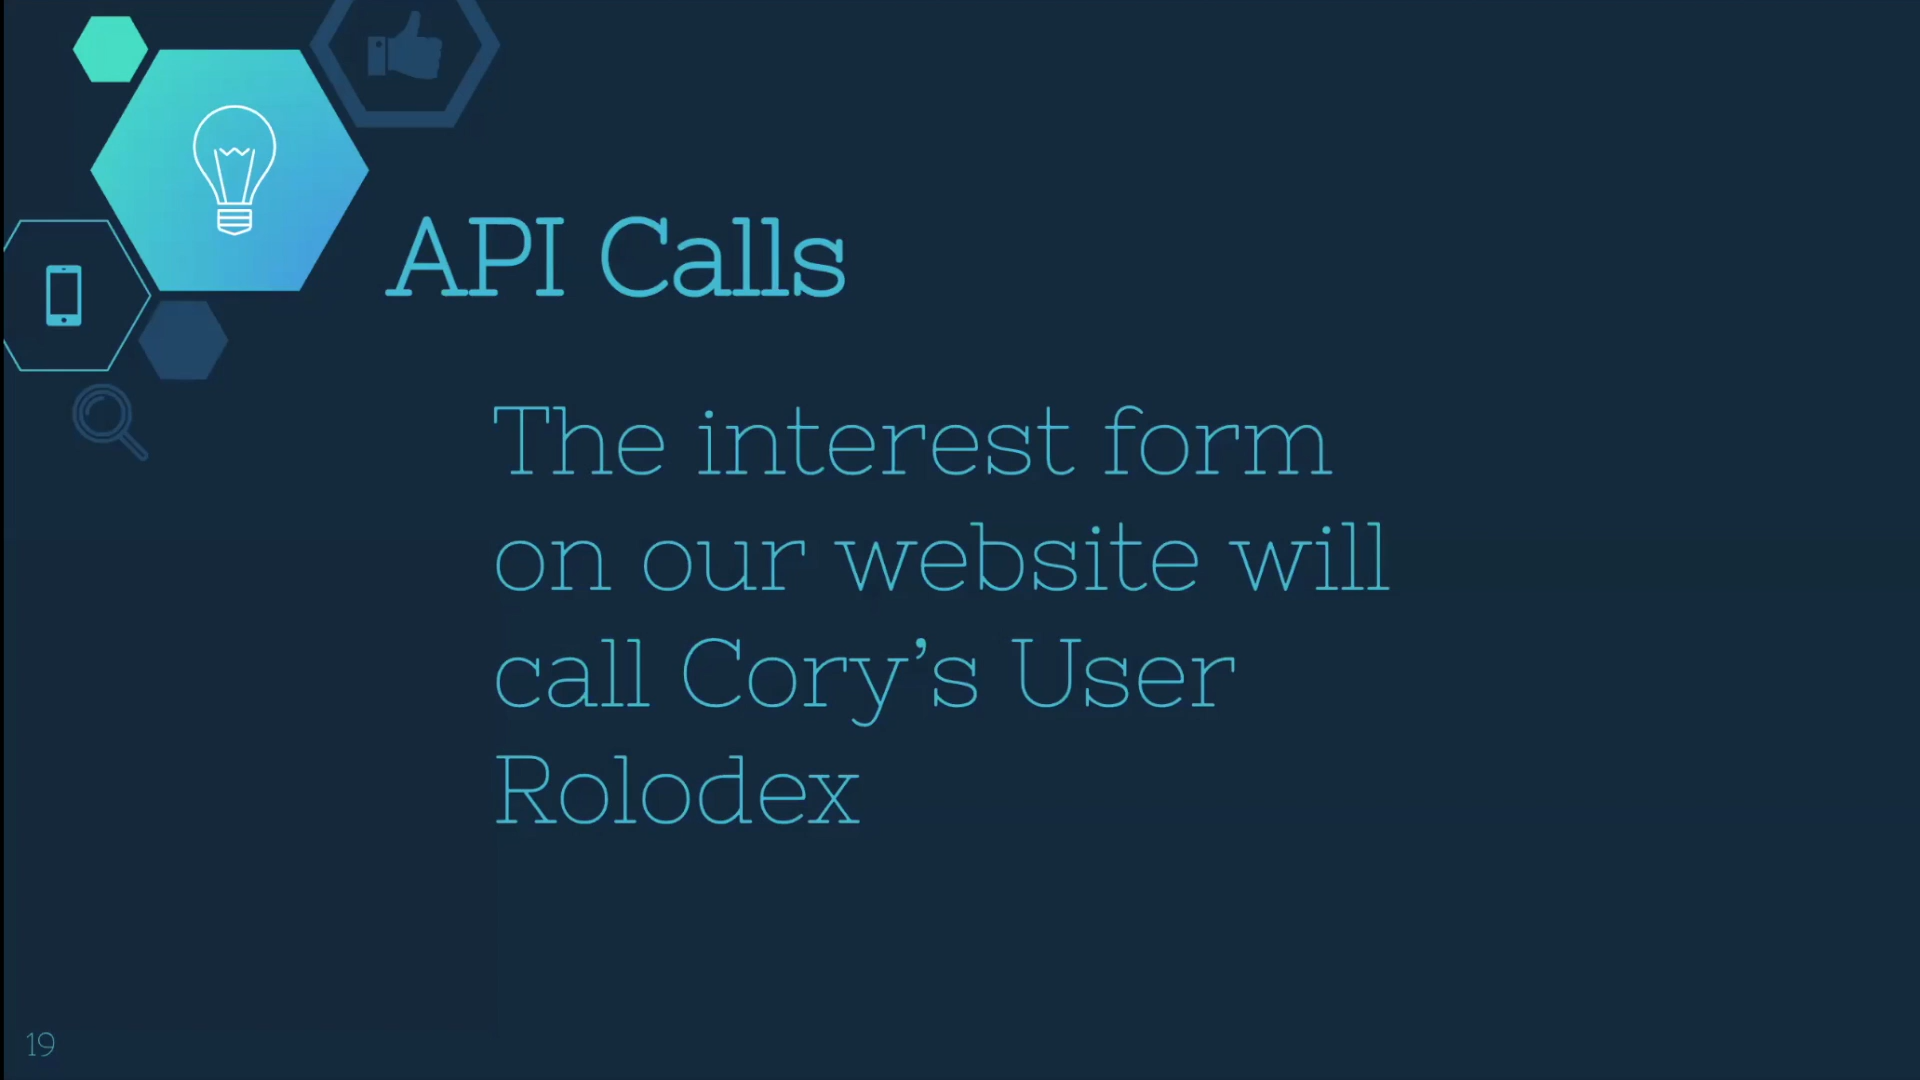 API Calls
The interest form
on our website will
call Cory’s User
Rolodex
19